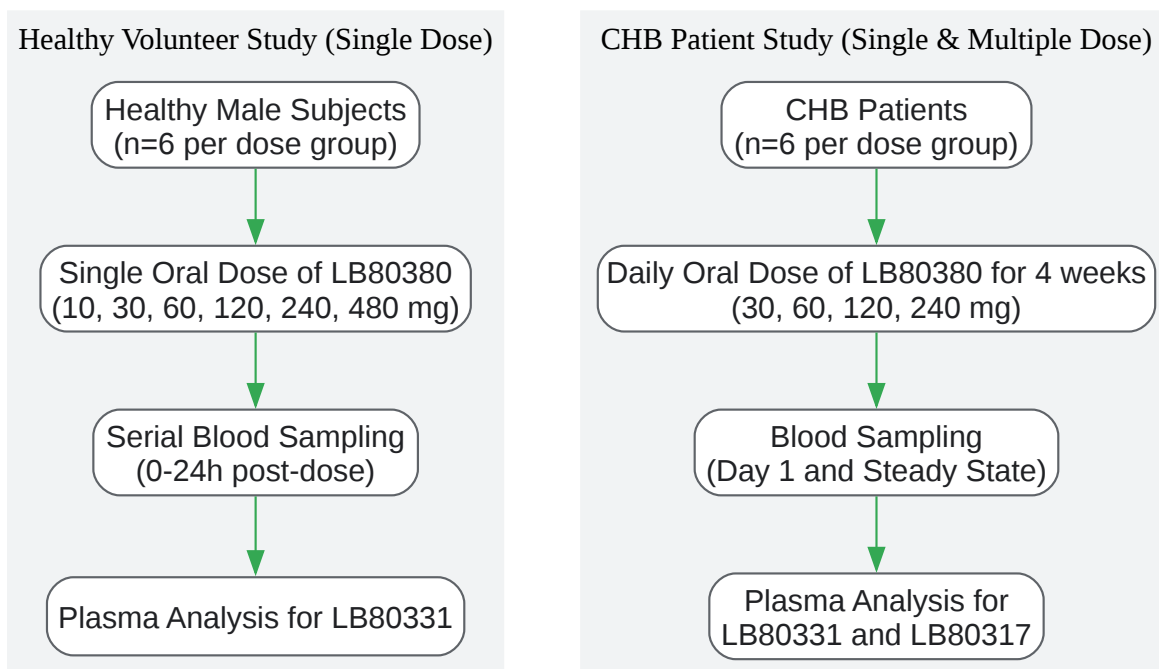 Healthy Volunteer Study (Single Dose)
Healthy Male Subjects
(n=6 per dose group)
Single Oral Dose of LB80380
(10, 30, 60, 120, 240, 480 mg)
Serial Blood Sampling
(0-24h post-dose)
Plasma Analysis for LB80331
CHB Patient Study (Single & Multiple Dose)
CHB Patients
(n=6 per dose group)
Daily Oral Dose of LB80380 for 4 weeks
(30, 60, 120, 240 mg)
Blood Sampling
(Day 1 and Steady State)
Plasma Analysis for
LB80331 and LB80317